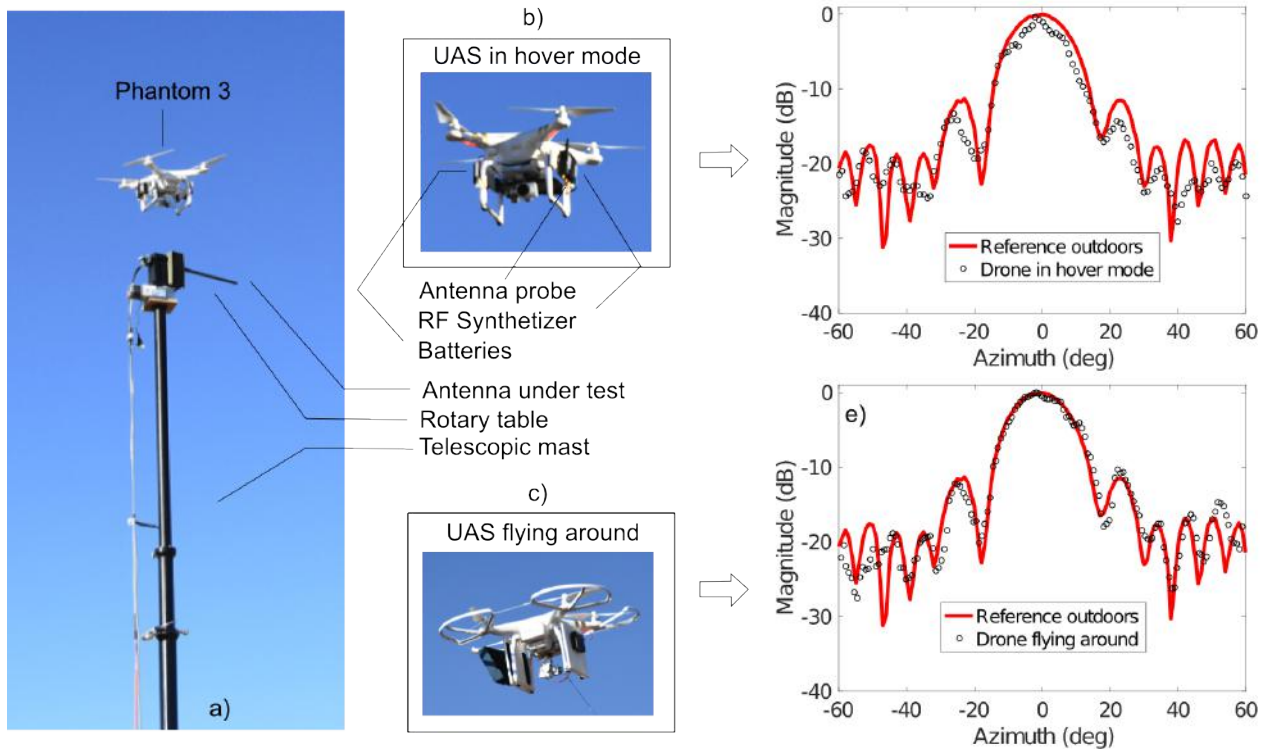 Phantom 3
a)
b)
UAS in hover mode
Antenna probe
RF Synthetizer
Batteries
Antenna under test
Rotary table
Telescopic mast
c)
UAS flying around
0
-10
-20
-30
-40
Magnitude (dB)
Reference outdoors
Drone in hover mode
-60 -40 -20 0 20 40 60
Azimuth (deg)
e)
0
-10
-20
-30
-40
Magnitude (dB)
Reference outdoors
Drone flying around
-60 -40 -20 0 20 40 60
Azimuth (deg)